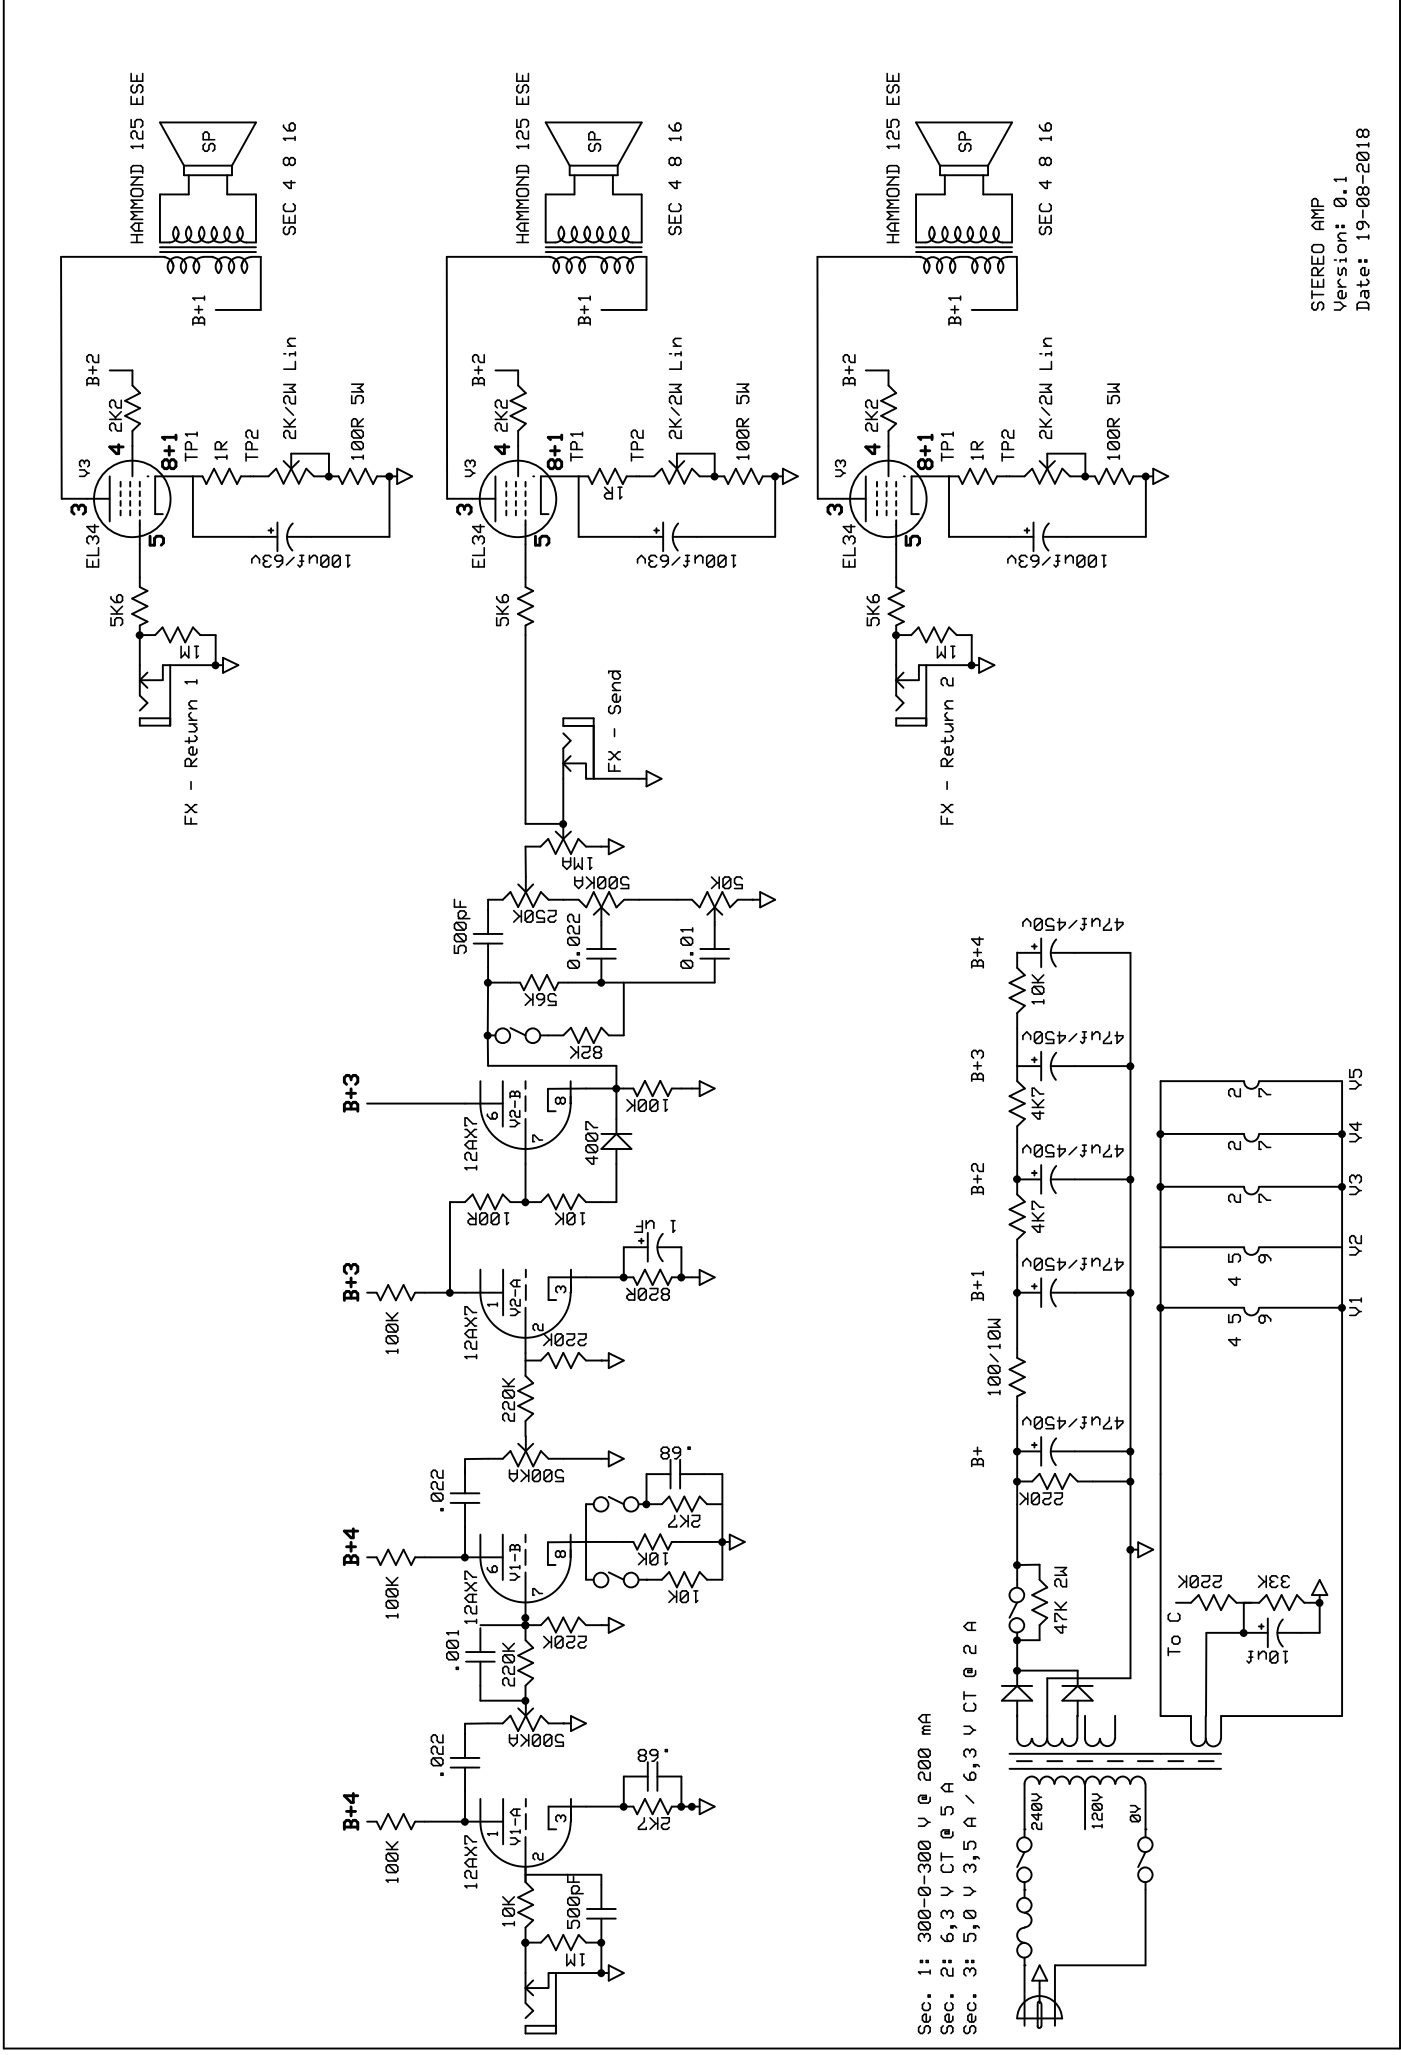 FX - Return 1
1M
5K6
EL34
V3
3
5
4
8+1
100uf/63v
2K2
B+2
TP1
1R
TP2
2K/2W Lin
100R 5W
B+1
HAMMOND 125 ESE
SP
SEC 4 8 16
10K
1M
500pF
B+4
100K
12AX7
1
V1-A
2
3
2K7
.68
.022
500KA
.001
220K
220K
B+4
100K
12AX7
6
V1-B
7
8
10K
10K
2K7
.68
.022
500KA
220K
220K
B+3
100K
12AX7
1
V2-A
2
3
820R
1
uF
100R
10K
4007
B+3
12AX7
6
V2-B
7
8
100K
82K
56K
500pF
0.022
0.01
250K
500KA
50K
1MA
FX - Send
5K6
EL34
V3
3
5
4
8+1
100uf/63v
2K2
B+2
TP1
1R
TP2
2K/2W Lin
100R 5W
B+1
HAMMOND 125 ESE
SP
SEC 4 8 16
FX - Return 2
1M
5K6
EL34
V3
3
5
4
8+1
100uf/63v
2K2
B+2
TP1
1R
TP2
2K/2W Lin
100R 5W
B+1
HAMMOND 125 ESE
SP
SEC 4 8 16
Sec. 1: 300-0-300 V @ 200 mA
Sec. 2: 6,3 V CT @ 5 A
Sec. 3: 5,0 V 3,5 A / 6,3 V CT @ 2 A
240V
120V
0V
47K 2W
220K
B+
47uf/450v
100/10W
B+1
47uf/450v
4K7
B+2
47uf/450v
4K7
B+3
47uf/450v
10K
B+4
47uf/450v
To C
220K
33K
10uf
4 5
9
V1
4 5
9
V2
2
7
V3
2
7
V4
2
7
V5
STEREO AMP
Version: 0.1
Date: 19-08-2018